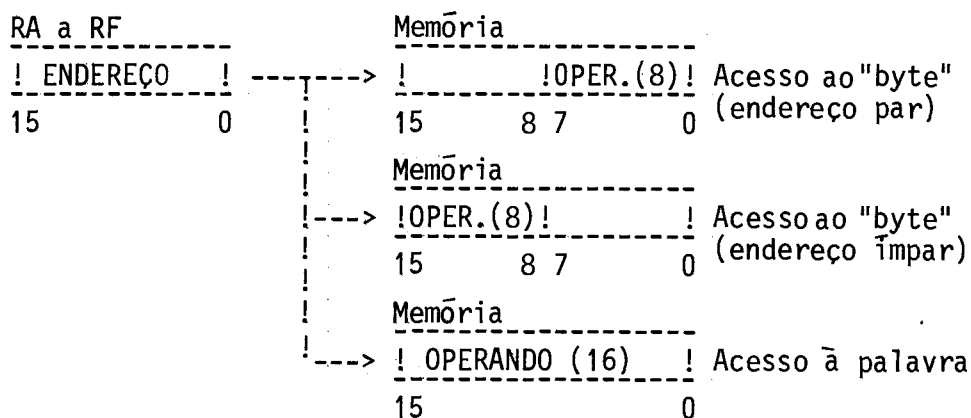 RA a RF Memória
! ENDEREÇO ! -----------> ! !OPER.(8)! Acesso ao "byte"
15 0 15 8 7 0 (endereço par)
Memória
!----> !OPER.(8)! ! Acesso ao "byte"
15 8 7 0 (endereço ímpar)
Memória
!----> ! OPERANDO (16) ! Acesso à palavra
15 0